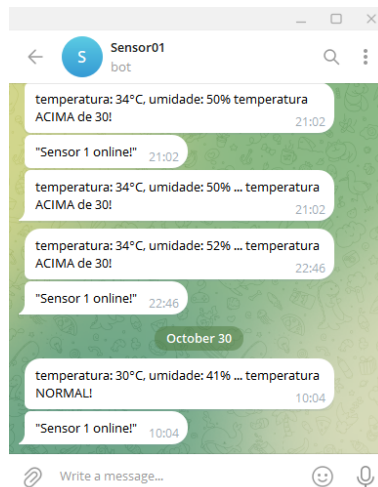 Sensor01
bot
S
temperatura: 34°C, umidade: 50% temperatura
ACIMA de 30!
21:02
"Sensor 1 online!" 21:02
temperatura: 34°C, umidade: 50% ... temperatura
ACIMA de 30!
21:02
temperatura: 34°C, umidade: 52% ... temperatura
ACIMA de 30!
22:46
"Sensor 1 online!" 22:46
October 30
temperatura: 30°C, umidade: 41% ... temperatura
NORMAL!
10:04
"Sensor 1 online!" 10:04
Write a message...